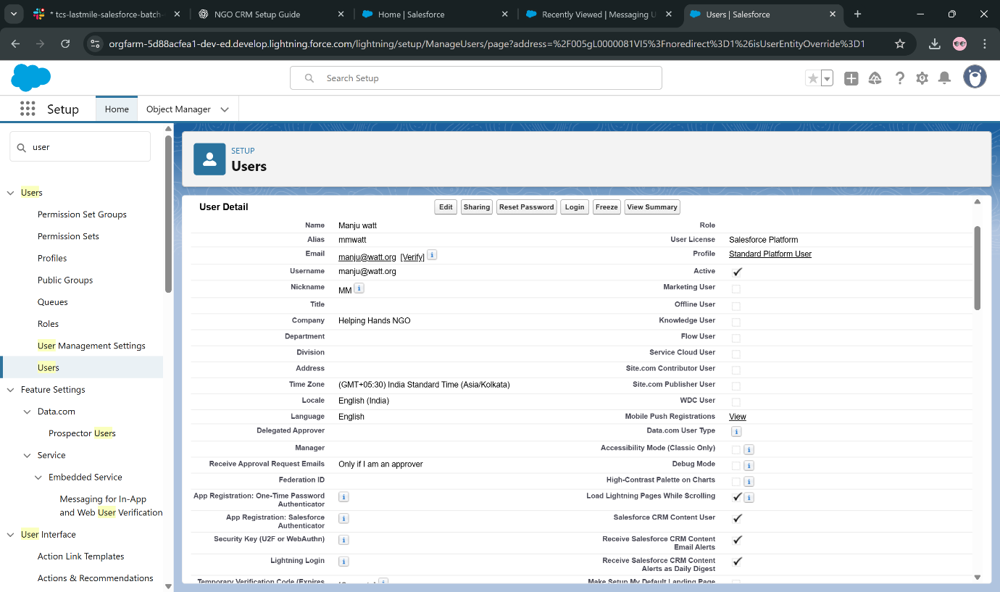 * tcs-lastmile-salesforce-batch-
NGO CRM Setup Guide
Home | Salesforce
Recently Viewed | Messaging U
Users | Salesforce
orgfarm-5d88acfea1-dev-ed.develop.lightning.force.com/lightning/setup/ManageUsers/page?address=%2F005gL0000081VI5%3Fnoredirect%3D1%26isUserEntityOverride%3D1
Search Setup
Setup
Home
Object Manager
user
Users
Permission Set Groups
Permission Sets
Profiles
Public Groups
Queues
Roles
User Management Settings
Users
Feature Settings
Data.com
Prospector Users
Service
Embedded Service
Messaging for In-App
and Web User Verification
User Interface
Action Link Templates
Actions & Recommendations
SETUP
Users
User Detail
Edit Sharing Reset Password Login Freeze View Summary
Name Manju watt
Role
Alias mmwatt
User License Salesforce Platform
Email manju@watt.org [Verify] i
Profile Standard Platform User
Username manju@watt.org
Active
Nickname MM i
Marketing User
Title
Offline User
Company Helping Hands NGO
Knowledge User
Department
Flow User
Division
Service Cloud User
Address
Site.com Contributor User
Time Zone (GMT+05:30) India Standard Time (Asia/Kolkata)
Site.com Publisher User
Locale English (India)
WDC User
Language English
Mobile Push Registrations View
Delegated Approver
Data.com User Type i
Manager
Accessibility Mode (Classic Only) i
Receive Approval Request Emails Only if I am an approver
Debug Mode i
Federation ID
High-Contrast Palette on Charts i
App Registration: One-Time Password
Authenticator i
Load Lightning Pages While Scrolling i
App Registration: Salesforce
Authenticator i
Salesforce CRM Content User
Security Key (U2F or WebAuthn) i
Receive Salesforce CRM Content
Email Alerts
Lightning Login i
Receive Salesforce CRM Content
Alerts as Daily Digest
Temporary Verification Code (Expires
Make Setup My Default Landing Page